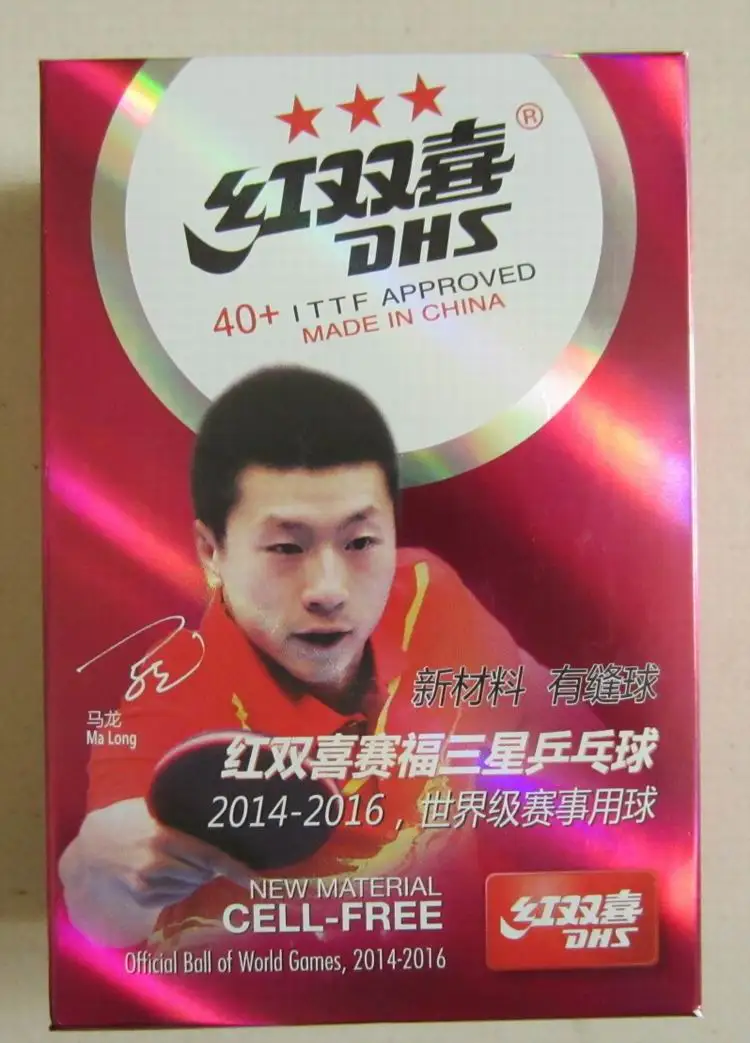 红双喜®
DHS
40+ ITTF APPROVED
MADE IN CHINA
新材料 有缝球
马龙
Ma Long
红双喜赛福三星乒乓球
2014-2016，世界级赛事用球
NEW MATERIAL
CELL-FREE
Official Ball of World Games, 2014-2016
红双喜
DHS